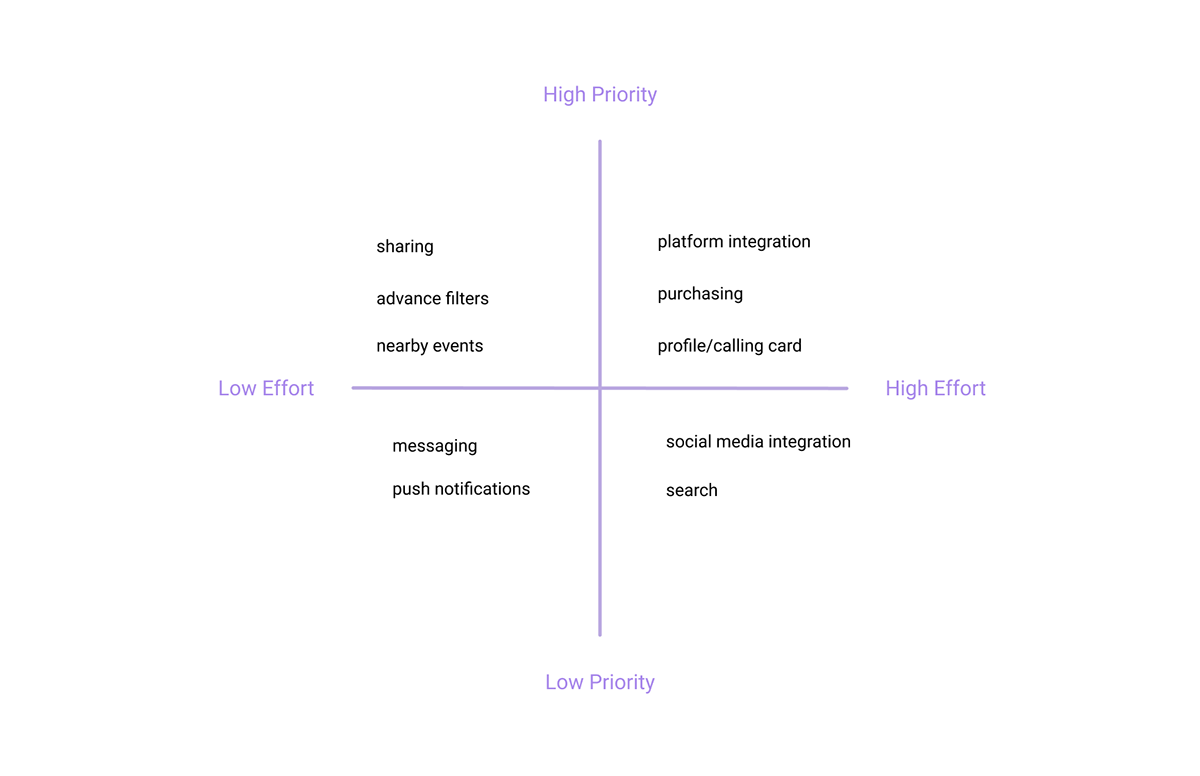 High Priority
sharing
advance filters
nearby events
platform integration
purchasing
profile/calling card
Low Effort
High Effort
messaging
push notifications
social media integration
search
Low Priority